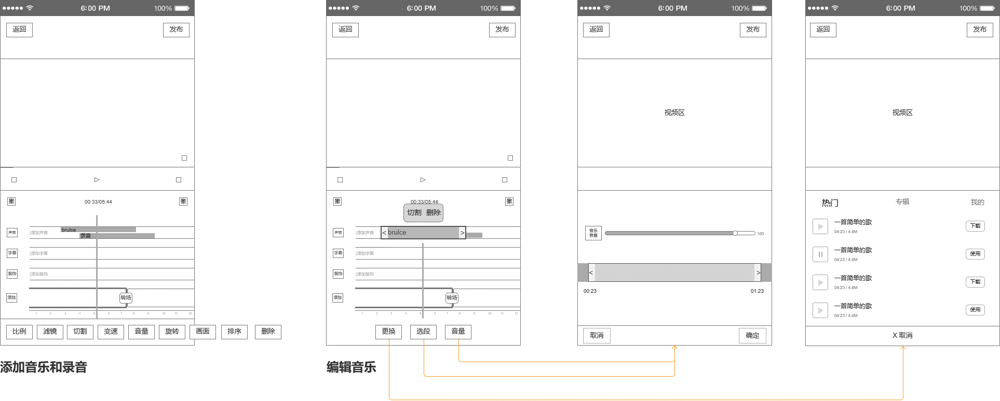 6:00 PM
100%
返回
发布
撤
00:33/05:44
撤
声音
击添加声音
brulce
录音
字幕
击添加字幕
装饰
击添加装饰
添加
转场
1 2 3 4 5 6 7 8 9 10 11 12
比例 滤镜 切割 变速 音量 旋转 画面 排序 删除
添加音乐和录音
6:00 PM
100%
返回
发布
撤
00:33/05:44
撤
切割 删除
声音
击添加声音
< brulce >
字幕
击添加字幕
装饰
击添加装饰
添加
转场
1 2 3 4 5 6 7 8 9 10 11 12
更换 选段 音量
编辑音乐
6:00 PM
100%
返回
发布
视频区
音乐
音量
100
< >
00:23
01:23
取消
确定
6:00 PM
100%
返回
发布
视频区
热门 专辑 我的
一首简单的歌
04:23 / 4.4M
下载
一首简单的歌
04:23 / 4.4M
使用
一首简单的歌
04:23 / 4.4M
下载
一首简单的歌
04:23 / 4.4M
使用
X 取消